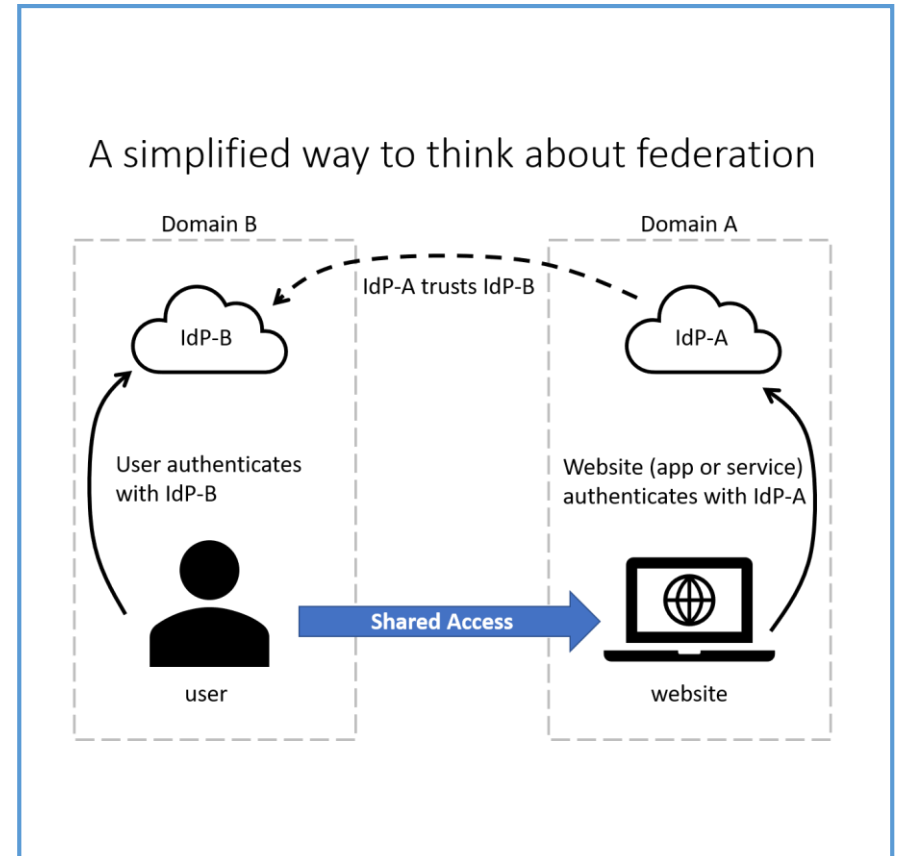 A simplified way to think about federation
Domain B
Domain A
IdP-A trusts IdP-B
IdP-B
IdP-A
User authenticates
with IdP-B
Website (app or service)
authenticates with IdP-A
Shared Access
user
website